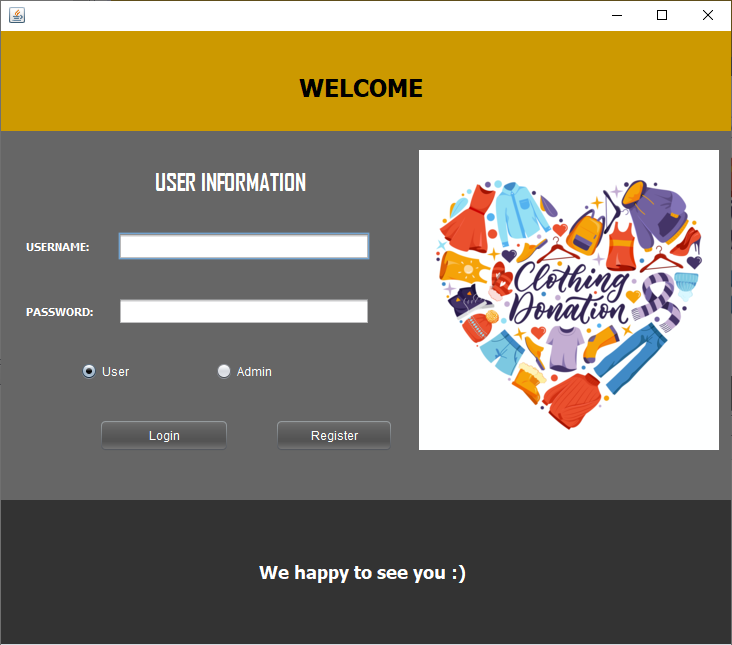 WELCOME
USER INFORMATION
USERNAME:
PASSWORD:
User Admin
Login Register
Clothing
Donation
We happy to see you :)